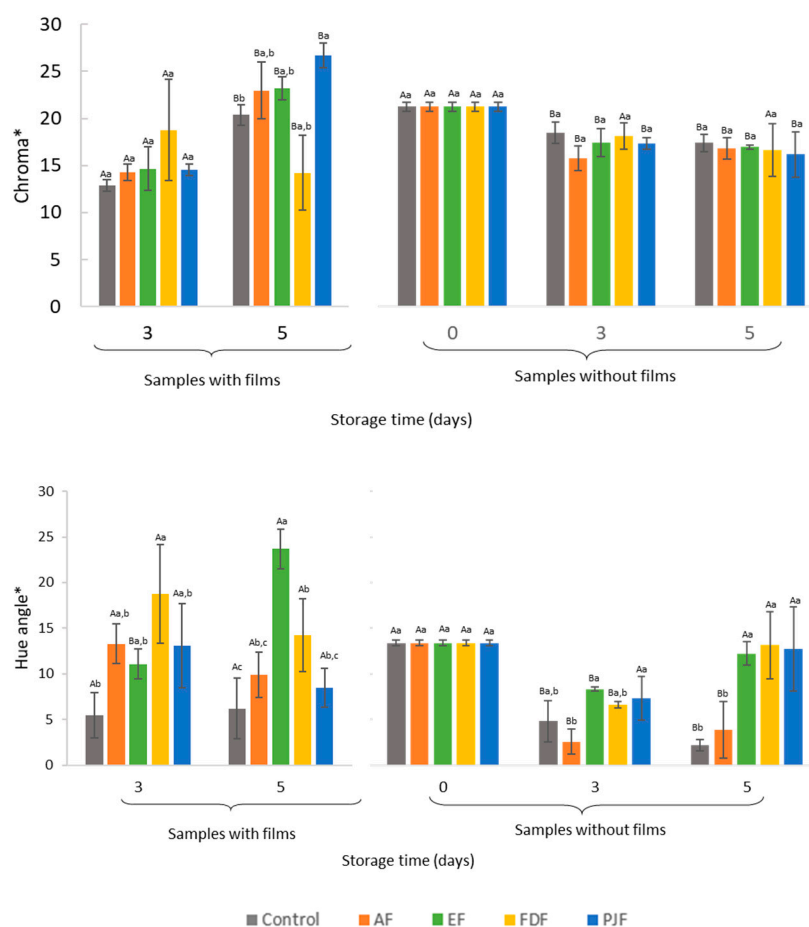 30
25
20
15
10
5
0
Chroma*
Aa Aa Aa Aa Aa
Bb Ba,b Ba,b Ba,b Ba
Aa Aa Aa Aa Aa
Ba Ba Ba Aa Ba
Ba Ba Ba Aa Ba
3 5 0 3 5
Samples with films Samples without films
Storage time (days)
30
25
20
15
10
5
0
Hue angle*
Ab Aa,b Ba,b Aa Aa,b
Ac Ab,c Aa Ab Ab,c
Aa Aa Aa Aa Aa
Ba,b Bb Ba Ba,b Aa
Bb Bb Aa Aa Aa
3 5 0 3 5
Samples with films Samples without films
Storage time (days)
Control AF EF FDF PJF